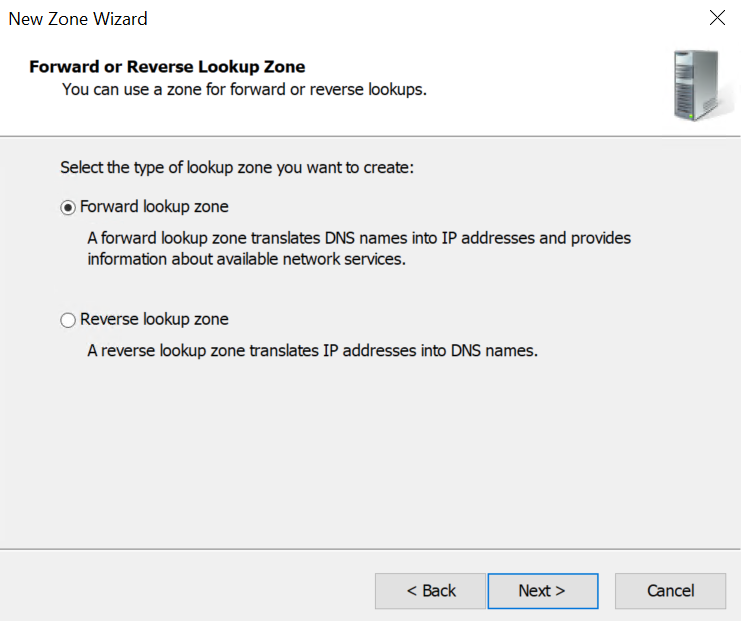 New Zone Wizard
Forward or Reverse Lookup Zone
You can use a zone for forward or reverse lookups.
Select the type of lookup zone you want to create:
Forward lookup zone
A forward lookup zone translates DNS names into IP addresses and provides
information about available network services.
Reverse lookup zone
A reverse lookup zone translates IP addresses into DNS names.
< Back
Next >
Cancel